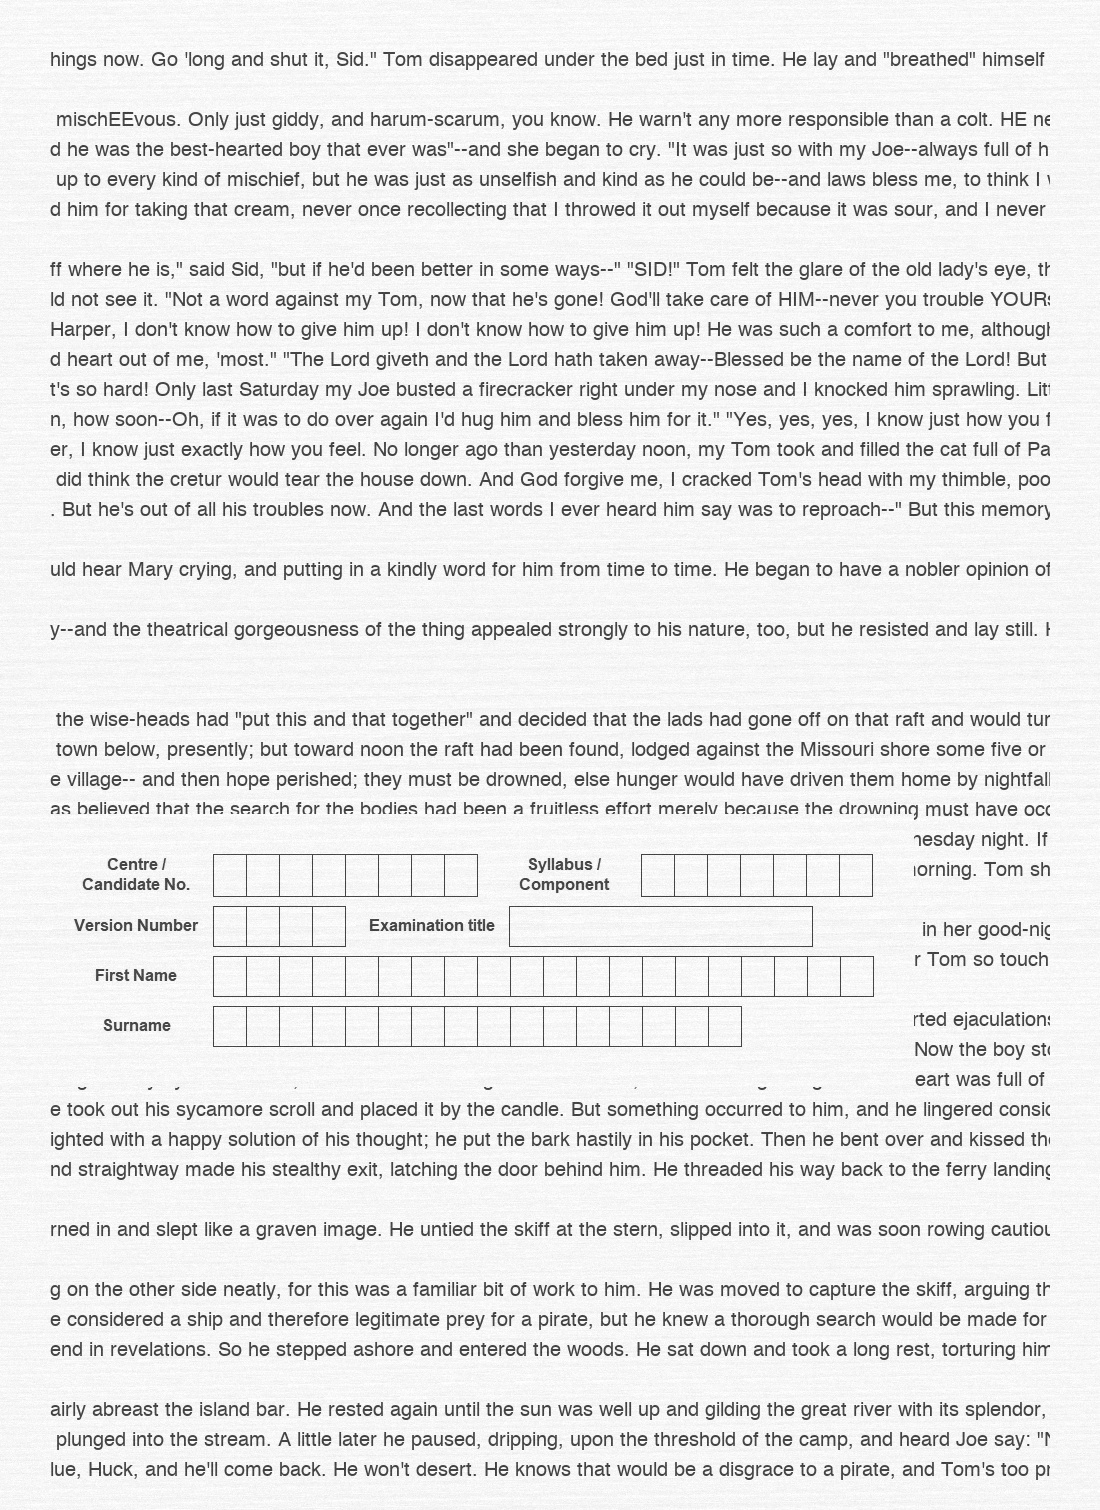 hings now. Go 'long and shut it, Sid." Tom disappeared under the bed just in time. He lay and "breathed" himself
mischEEvous. Only just giddy, and harum-scarum, you know. He warn't any more responsible than a colt. HE ne
d he was the best-hearted boy that ever was"--and she began to cry. "It was just so with my Joe--always full of h
up to every kind of mischief, but he was just as unselfish and kind as he could be--and laws bless me, to think I
d him for taking that cream, never once recollecting that I throwed it out myself because it was sour, and I never
ff where he is," said Sid, "but if he'd been better in some ways--" "SID!" Tom felt the glare of the old lady's eye, th
ld not see it. "Not a word against my Tom, now that he's gone! God'll take care of HIM--never you trouble YOURs
Harper, I don't know how to give him up! I don't know how to give him up! He was such a comfort to me, although
d heart out of me, 'most." "The Lord giveth and the Lord hath taken away--Blessed be the name of the Lord! But
t's so hard! Only last Saturday my Joe busted a firecracker right under my nose and I knocked him sprawling. Litt
n, how soon--Oh, if it was to do over again I'd hug him and bless him for it." "Yes, yes, yes, I know just how you f
er, I know just exactly how you feel. No longer ago than yesterday noon, my Tom took and filled the cat full of Pa
did think the cretur would tear the house down. And God forgive me, I cracked Tom's head with my thimble, poo
. But he's out of all his troubles now. And the last words I ever heard him say was to reproach--" But this memory
uld hear Mary crying, and putting in a kindly word for him from time to time. He began to have a nobler opinion of
y--and the theatrical gorgeousness of the thing appealed strongly to his nature, too, but he resisted and lay still. H
the wise-heads had "put this and that together" and decided that the lads had gone off on that raft and would tur
town below, presently; but toward noon the raft had been found, lodged against the Missouri shore some five or
e village-- and then hope perished; they must be drowned, else hunger would have driven them home by nightfall
as believed that the search for the bodies had been a fruitless effort merely because the drowning must have occ
nesday night. If
orning. Tom sh
Centre /
Candidate No.
Syllabus /
Component
Version Number
Examination title
in her good-nig
r Tom so touch
First Name
Surname
rted ejaculations
Now the boy sto
eart was full of
e took out his sycamore scroll and placed it by the candle. But something occurred to him, and he lingered consid
ighted with a happy solution of his thought; he put the bark hastily in his pocket. Then he bent over and kissed the
nd straightway made his stealthy exit, latching the door behind him. He threaded his way back to the ferry landing
rned in and slept like a graven image. He untied the skiff at the stern, slipped into it, and was soon rowing cautiou
g on the other side neatly, for this was a familiar bit of work to him. He was moved to capture the skiff, arguing th
e considered a ship and therefore legitimate prey for a pirate, but he knew a thorough search would be made for
end in revelations. So he stepped ashore and entered the woods. He sat down and took a long rest, torturing him
airly abreast the island bar. He rested again until the sun was well up and gilding the great river with its splendor,
plunged into the stream. A little later he paused, dripping, upon the threshold of the camp, and heard Joe say: "N
lue, Huck, and he'll come back. He won't desert. He knows that would be a disgrace to a pirate, and Tom's too pr